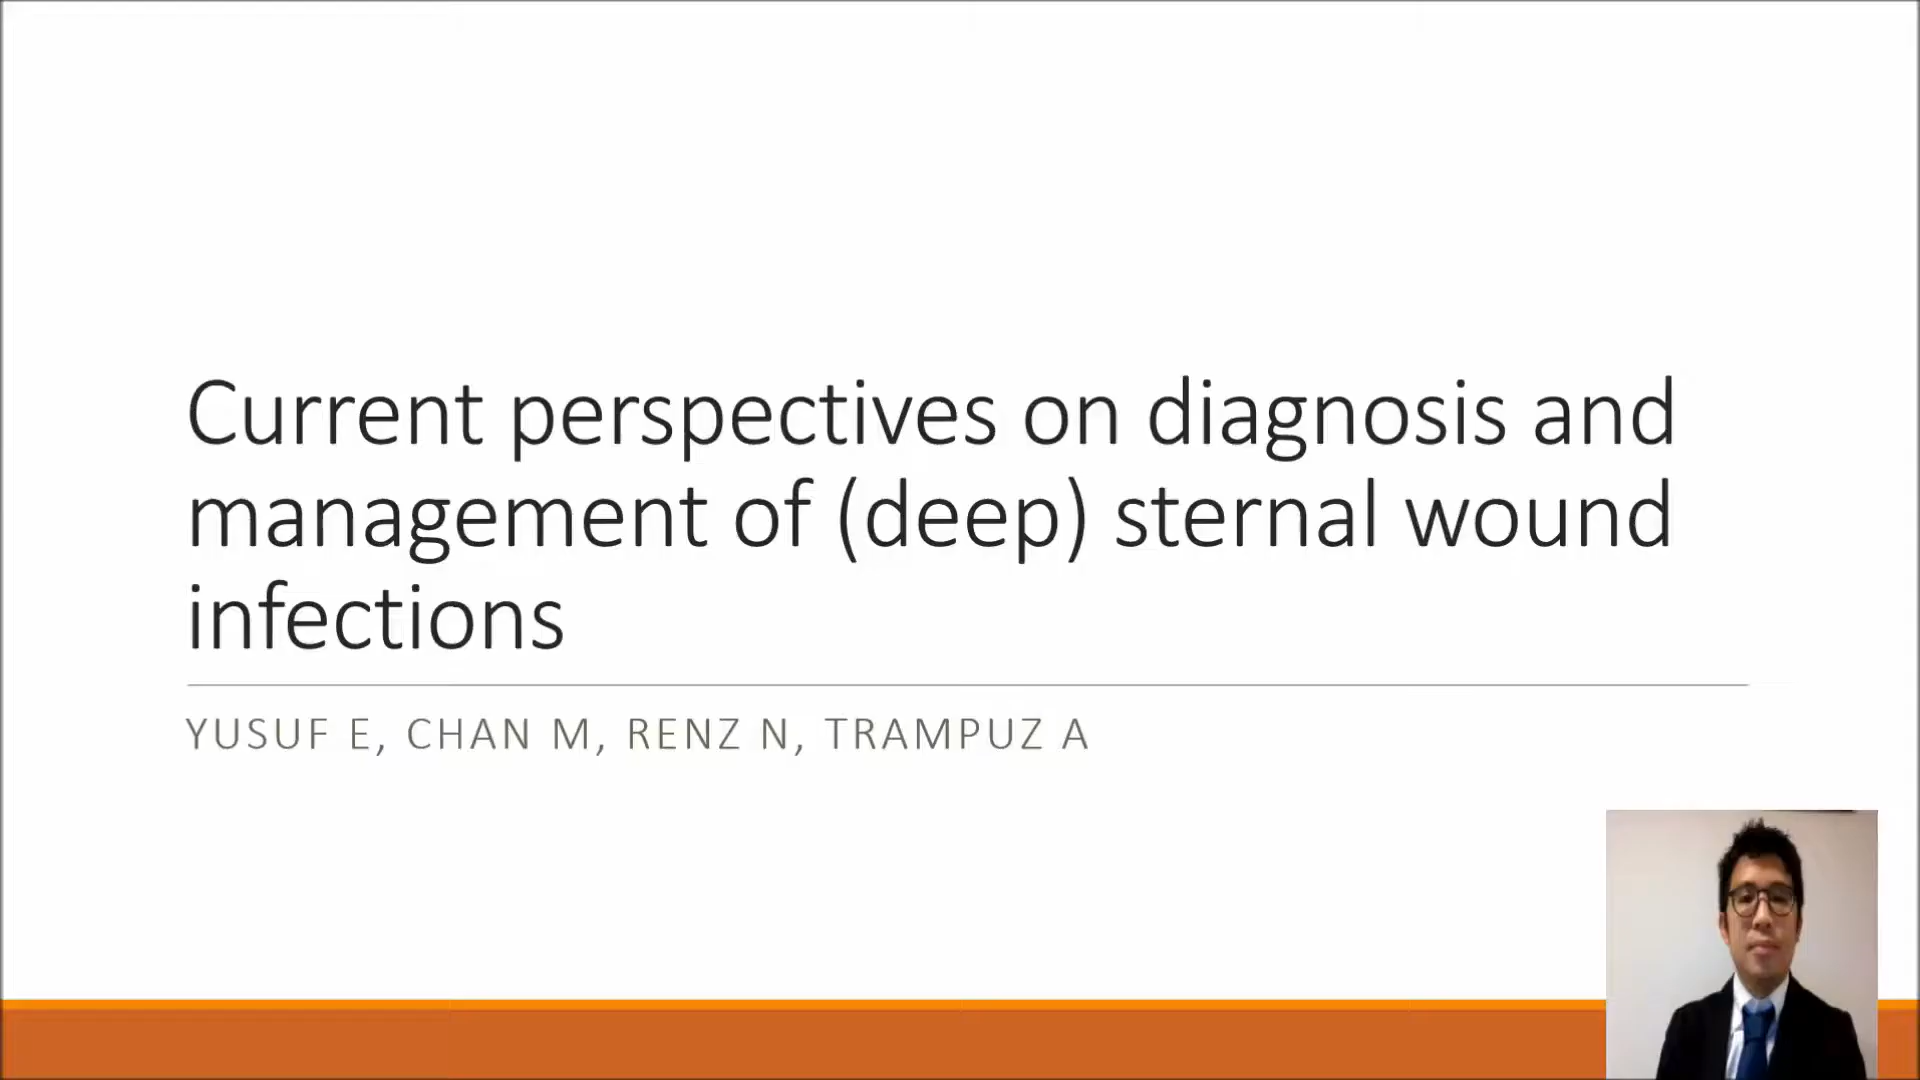 Current perspectives on diagnosis and
management of (deep) sternal wound
infections
YUSUF E, CHAN M, RENZ N, TRAMPUZ A